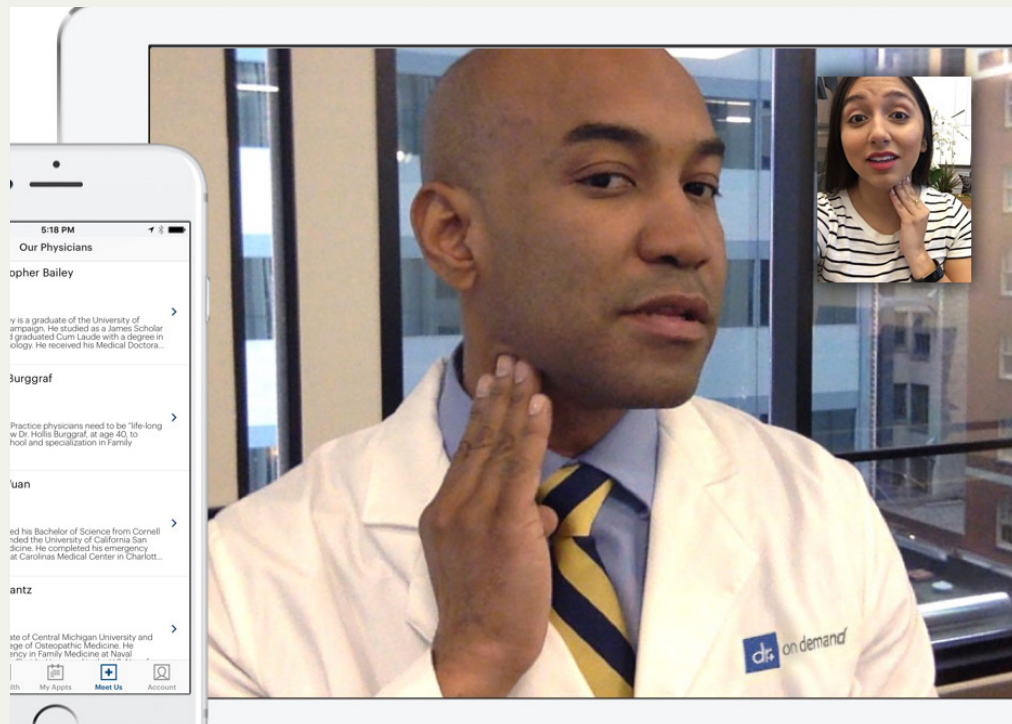 5:18 PM
Our Physicians
opher Bailey
is a graduate of the University of
ampaign. He studied as a James Scholar
graduated Cum Laude with a degree in
ology. He received his Medical Doctora...
Burggraf
Practice physicians need to be "life-long
w Dr. Hollis Burggraf, at age 40, to
hool and specialization in Family
uan
ed his Bachelor of Science from Cornell
nded the University of California San
dicine. He completed his emergency
at Carolinas Medical Center in Charlott...
antz
ate of Central Michigan University and
ege of Osteopathic Medicine. He
ency in Family Medicine at Naval
lth My Appts Meet Us Account
dr+ on demand